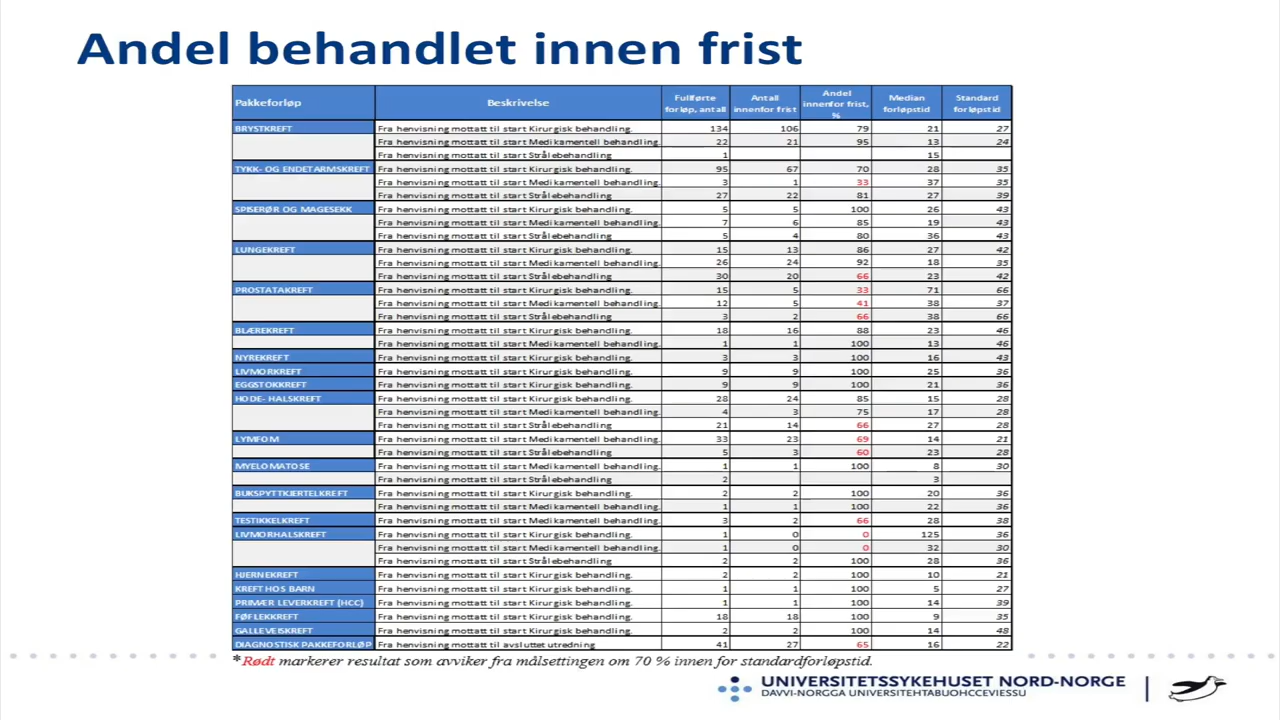 Andel behandlet innen frist
Pakkeforløp Beskrivelse Fullførte forløp, antall Antall innenfor frist Andel innenfor frist, % Median forløpstid Standard forløpstid
BRYSTKREFT Fra henvisning mottatt til start Kirurgisk behandling. 134 106 79 21 27
Fra henvisning mottatt til start Medikamentell behandling. 22 21 95 13 24
Fra henvisning mottatt til start Strålebehandling 1 15
TYKK- OG ENDETARMSKREFT Fra henvisning mottatt til start Kirurgisk behandling. 95 67 70 28 35
Fra henvisning mottatt til start Medikamentell behandling. 3 1 33 37 35
Fra henvisning mottatt til start Strålebehandling 27 22 81 27 39
SPISERØR OG MAGESEKK Fra henvisning mottatt til start Kirurgisk behandling. 5 5 100 26 43
Fra henvisning mottatt til start Medikamentell behandling. 7 6 85 19 43
Fra henvisning mottatt til start Strålebehandling 5 4 80 36 43
LUNGEKREFT Fra henvisning mottatt til start Kirurgisk behandling. 15 13 86 27 42
Fra henvisning mottatt til start Medikamentell behandling. 26 24 92 18 35
Fra henvisning mottatt til start Strålebehandling 30 20 66 23 42
PROSTATAKREFT Fra henvisning mottatt til start Kirurgisk behandling. 15 5 33 71 66
Fra henvisning mottatt til start Medikamentell behandling. 12 5 41 38 37
Fra henvisning mottatt til start Strålebehandling 3 2 66 38 66
BLÆREKREFT Fra henvisning mottatt til start Kirurgisk behandling. 18 16 88 23 46
Fra henvisning mottatt til start Medikamentell behandling. 1 1 100 13 46
NYREKREFT Fra henvisning mottatt til start Kirurgisk behandling. 3 3 100 16 43
LIVMORKREFT Fra henvisning mottatt til start Kirurgisk behandling. 9 9 100 25 36
EGGSTOKKREFT Fra henvisning mottatt til start Kirurgisk behandling. 9 9 100 21 36
HODE- HALSKREFT Fra henvisning mottatt til start Kirurgisk behandling. 28 24 85 15 28
Fra henvisning mottatt til start Medikamentell behandling. 4 3 75 17 28
Fra henvisning mottatt til start Strålebehandling 21 14 66 27 28
LYMFOM Fra henvisning mottatt til start Medikamentell behandling. 33 23 69 14 21
Fra henvisning mottatt til start Strålebehandling 5 3 60 23 28
MYELOMATOSE Fra henvisning mottatt til start Medikamentell behandling. 1 1 100 8 30
Fra henvisning mottatt til start Strålebehandling 2 3
BUKSPYTTKJERTELKREFT Fra henvisning mottatt til start Kirurgisk behandling. 2 2 100 20 36
Fra henvisning mottatt til start Medikamentell behandling. 1 1 100 22 36
TESTIKKELKREFT Fra henvisning mottatt til start Kirurgisk behandling. 3 2 66 28 38
LIVMORHALSKREFT Fra henvisning mottatt til start Kirurgisk behandling. 1 0 0 125 36
Fra henvisning mottatt til start Medikamentell behandling. 1 0 0 32 30
Fra henvisning mottatt til start Strålebehandling 2 2 100 28 36
HJERNEKREFT Fra henvisning mottatt til start Kirurgisk behandling. 2 2 100 10 21
KREFT HOS BARN Fra henvisning mottatt til start Kirurgisk behandling. 1 1 100 5 27
PRIMÆR LEVERKREFT (HCC) Fra henvisning mottatt til start Kirurgisk behandling. 1 1 100 14 39
FØFLEKKREFT Fra henvisning mottatt til start Kirurgisk behandling. 18 18 100 9 35
GALLEVEISKREFT Fra henvisning mottatt til start Kirurgisk behandling. 2 2 100 14 48
DIAGNOSTISK PAKKEFORLØP Fra henvisning mottatt til avsluttet utredning 41 27 65 16 22
*Rødt markerer resultat som avviker fra målsettingen om 70 % innen for standardforløpstid.
UNIVERSITETSSYKEHUSET NORD-NORGE
DAVVI-NORGGA UNIVERSITEHTABUOHCCEVIESSU